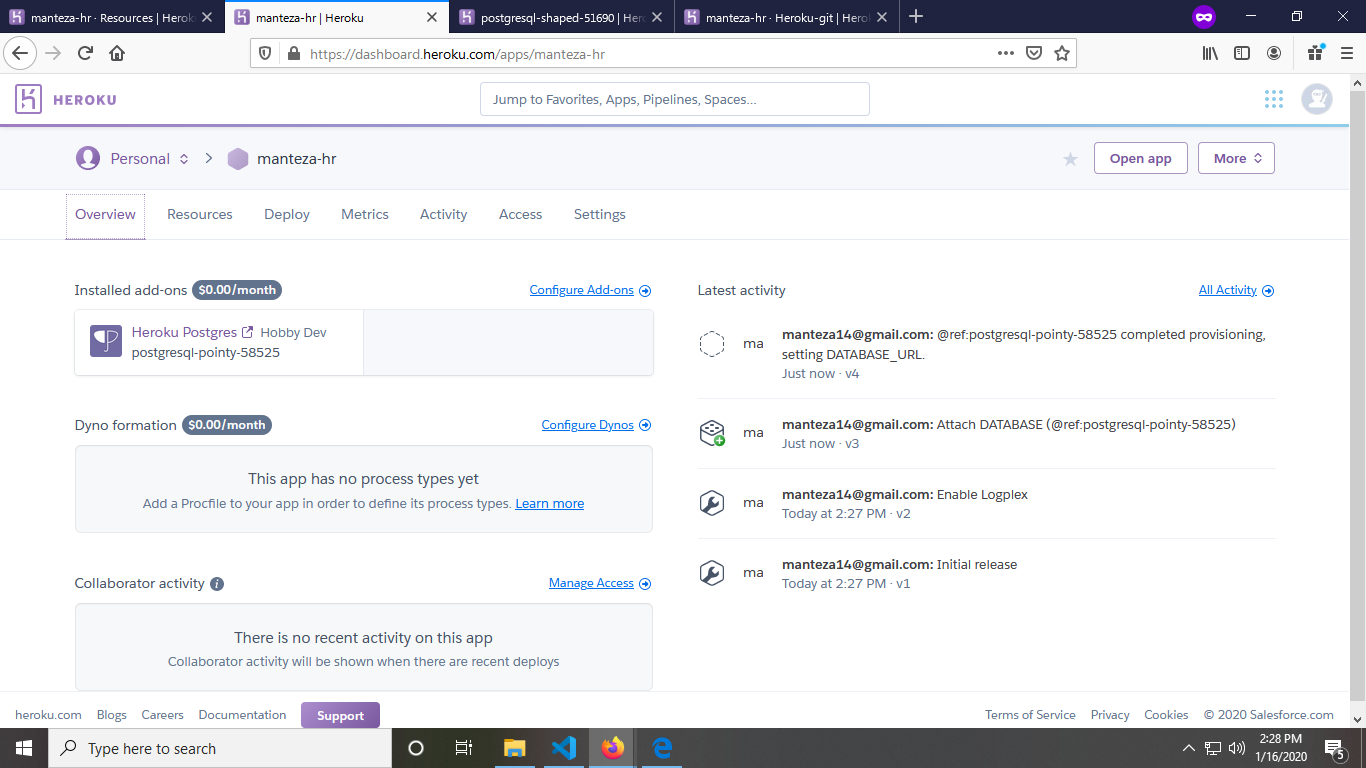 manteza-hr · Resources | Herok
manteza-hr | Heroku
postgresql-shaped-51690 | Her
manteza-hr · Heroku-git | Herok
https://dashboard.heroku.com/apps/manteza-hr
HEROKU
Jump to Favorites, Apps, Pipelines, Spaces...
Personal
manteza-hr
Open app
More
Overview
Resources
Deploy
Metrics
Activity
Access
Settings
Installed add-ons $0.00/month
Configure Add-ons
Heroku Postgres Hobby Dev
postgresql-pointy-58525
Dyno formation $0.00/month
Configure Dynos
This app has no process types yet
Add a Procfile to your app in order to define its process types. Learn more
Collaborator activity i
Manage Access
There is no recent activity on this app
Collaborator activity will be shown when there are recent deploys
Latest activity
All Activity
ma
manteza14@gmail.com: @ref:postgresql-pointy-58525 completed provisioning,
setting DATABASE_URL.
Just now · v4
ma
manteza14@gmail.com: Attach DATABASE (@ref:postgresql-pointy-58525)
Just now · v3
ma
manteza14@gmail.com: Enable Logplex
Today at 2:27 PM · v2
ma
manteza14@gmail.com: Initial release
Today at 2:27 PM · v1
heroku.com
Blogs
Careers
Documentation
Support
Terms of Service
Privacy
Cookies
© 2020 Salesforce.com
Type here to search
2:28 PM
1/16/2020
5